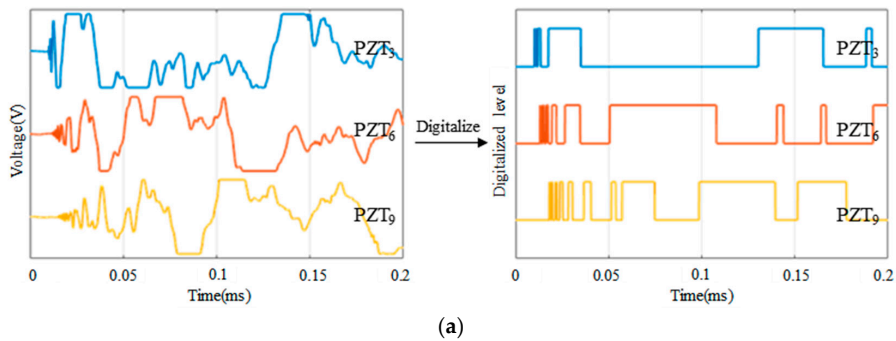 Voltage(V)
PZT3
PZT6
PZT9
0 0.05 0.1 0.15 0.2
Time(ms)
Digitalize
Digitalized level
PZT3
PZT6
PZT9
0 0.05 0.1 0.15 0.2
Time(ms)
(a)